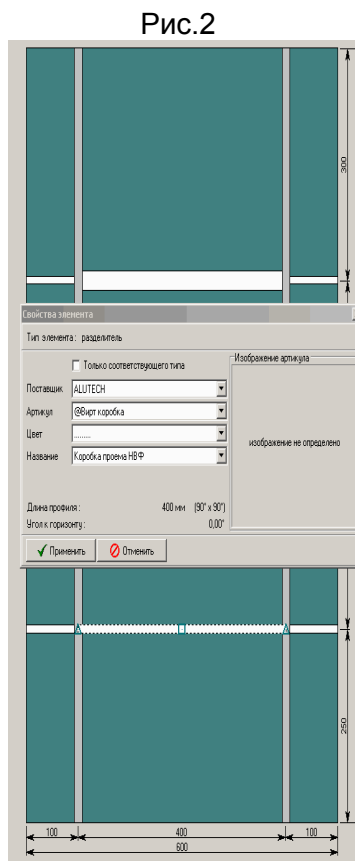 Рис.2
300
Свойства элемента
Тип элемента: разделитель
Только соответствующего типа
Изображение артикула
Поставщик ALUTECH
Артикул @Вирт коробка
Цвет .........
Название Коробка проема НВФ
изображение не определено
Длина профиля: 400 мм (90° x 90°)
Угол к горизонту: 0,00°
Применить Отменить
250
100 400 100
600